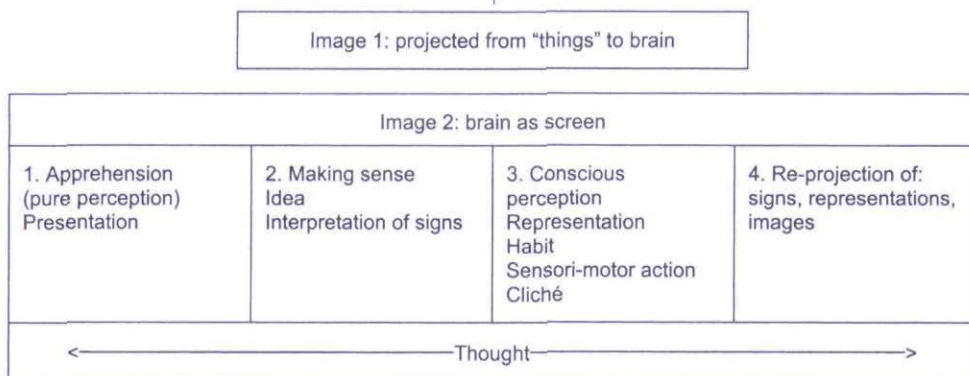 Image 1: projected from “things” to brain
Image 2: brain as screen
1. Apprehension
(pure perception)
Presentation
2. Making sense
Idea
Interpretation of signs
3. Conscious
perception
Representation
Habit
Sensori-motor action
Cliché
4. Re-projection of:
signs, representations,
images
Thought